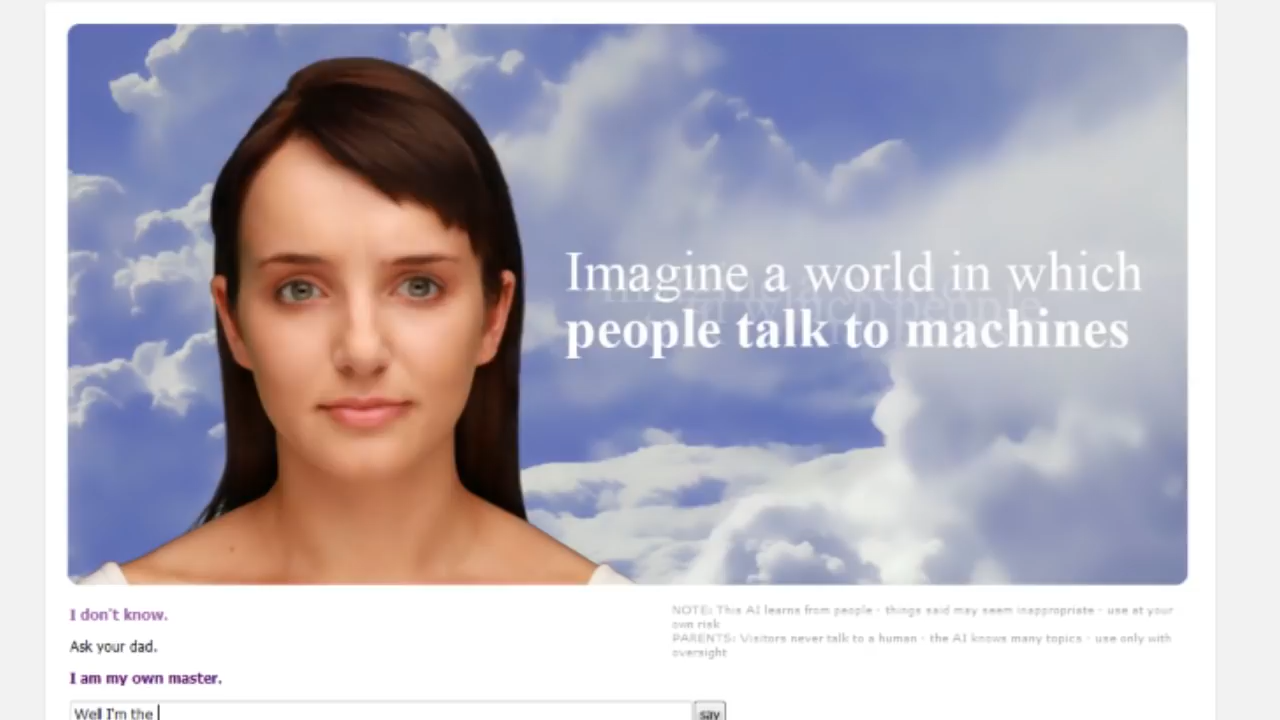 Imagine a world in which
people talk to machines
I don't know.
Ask your dad.
I am my own master.
Well I'm the
say
NOTE: This AI learns from people - things said may seem inappropriate - use at your
own risk
PARENTS: Visitors never talk to a human - the AI knows many topics - use only with
oversight